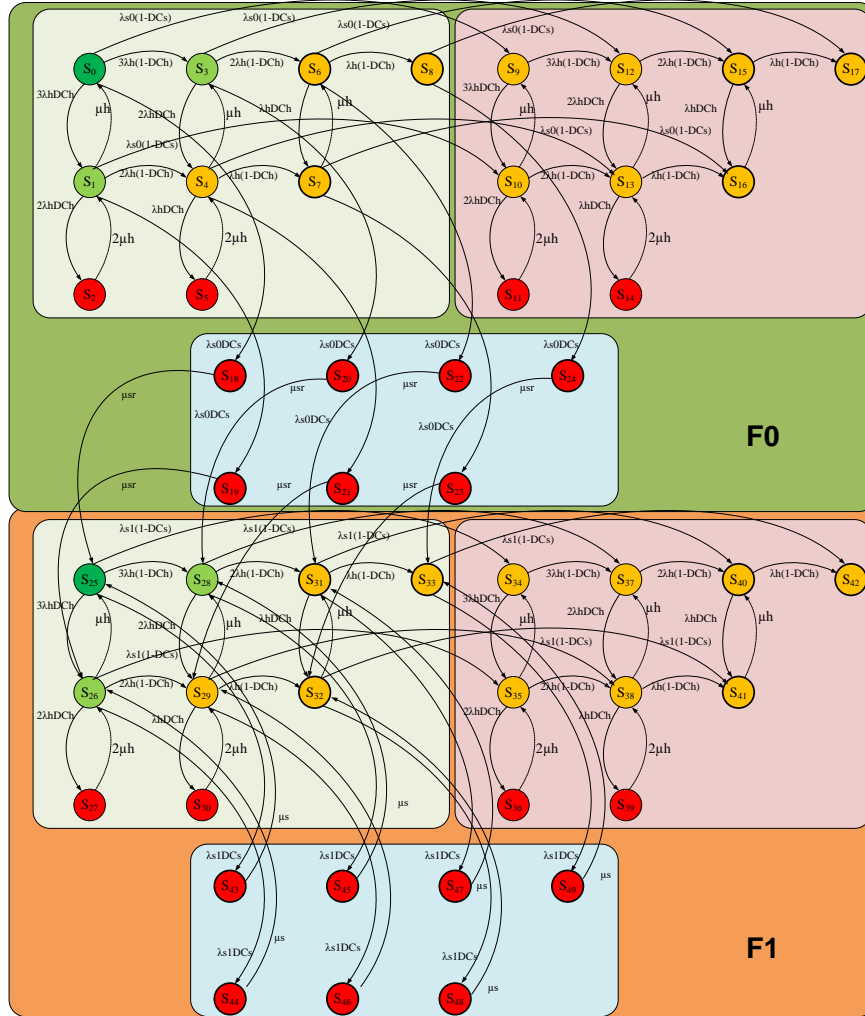 λs0(1-DCs) λs0(1-DCs) λs0(1-DCs) λs0(1-DCs)
S0 3λh(1-DCh) S3 2λh(1-DCh) S6 λh(1-DCh) S8 S9 3λh(1-DCh) S12 2λh(1-DCh) S15 λh(1-DCh) S17
3λhDCh µh 2λhDCh µh µh 2λhDCh µh λhDCh µh
λs0(1-DCs) λs0(1-DCs)
S1 2λh(1-DCh) S4 λh(1-DCh) S7 S10 2λh(1-DCh) S13 λh(1-DCh) S16
2λhDCh 2µh λhDCh 2µh 2λhDCh 2µh λhDCh 2µh
S2 S5 S11 S14
λs0DCs λs0DCs λs0DCs λs0DCs
S18 S20 S22 S24
µsr
λs0DCs λs0DCs λs0DCs
F0
µsr µsr µsr
S19 S21 S23
λs1(1-DCs) λs1(1-DCs) λs1(1-DCs) λs1(1-DCs)
S25 3λh(1-DCh) S28 2λh(1-DCh) S31 λh(1-DCh) S33 S34 3λh(1-DCh) S37 2λh(1-DCh) S40 λh(1-DCh) S42
3λhDCh µh 2λhDCh µh λhDCh µh 3λhDCh µh 2λhDCh µh λhDCh µh
λs1(1-DCs) λs1(1-DCs) λs1(1-DCs)
S26 2λh(1-DCh) S29 λh(1-DCh) S32 S35 2λh(1-DCh) S38 λh(1-DCh) S41
2λhDCh 2µh λhDCh 2µh 2λhDCh 2µh λhDCh 2µh
S27 S30 µs µs S36 S39
λs1DCs λs1DCs λs1DCs λs1DCs
S43 S45 S47 µs S49 µs
λs1DCs µs λs1DCs λs1DCs
F1
S44 S46 S48 µs